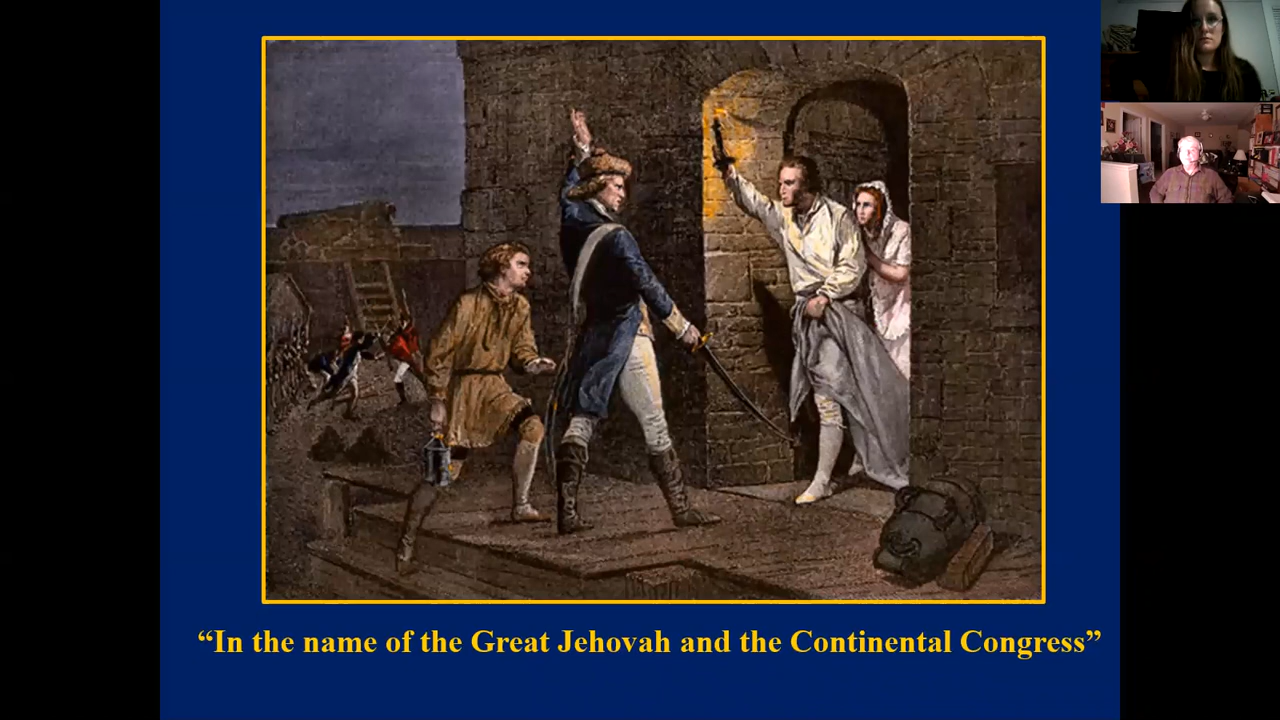 “In the name of the Great Jehovah and the Continental Congress”